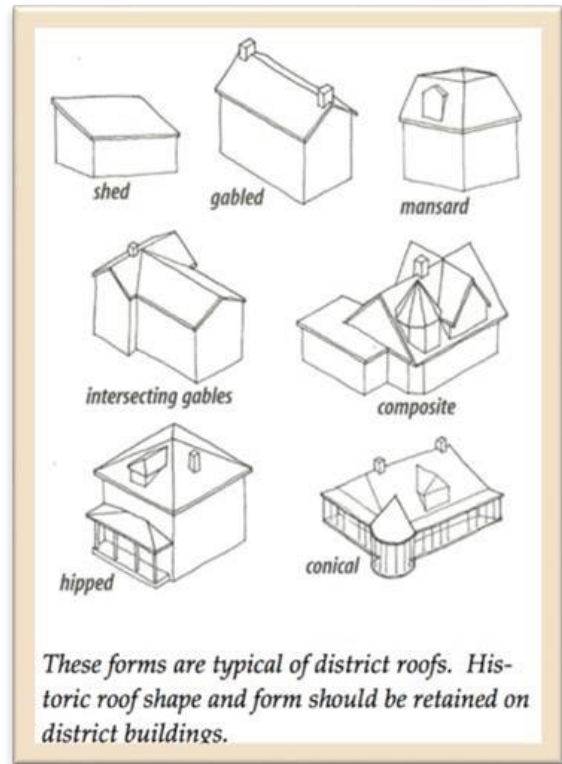 shed
gabled
mansard
intersecting gables
composite
hipped
conical
These forms are typical of district roofs.  His-
toric roof shape and form should be retained on
district buildings.